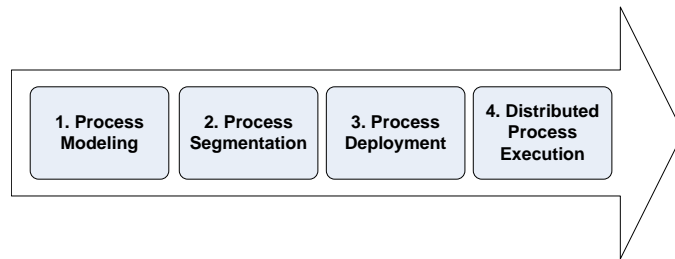 1. Process
Modeling
2. Process
Segmentation
3. Process
Deployment
4. Distributed
Process
Execution